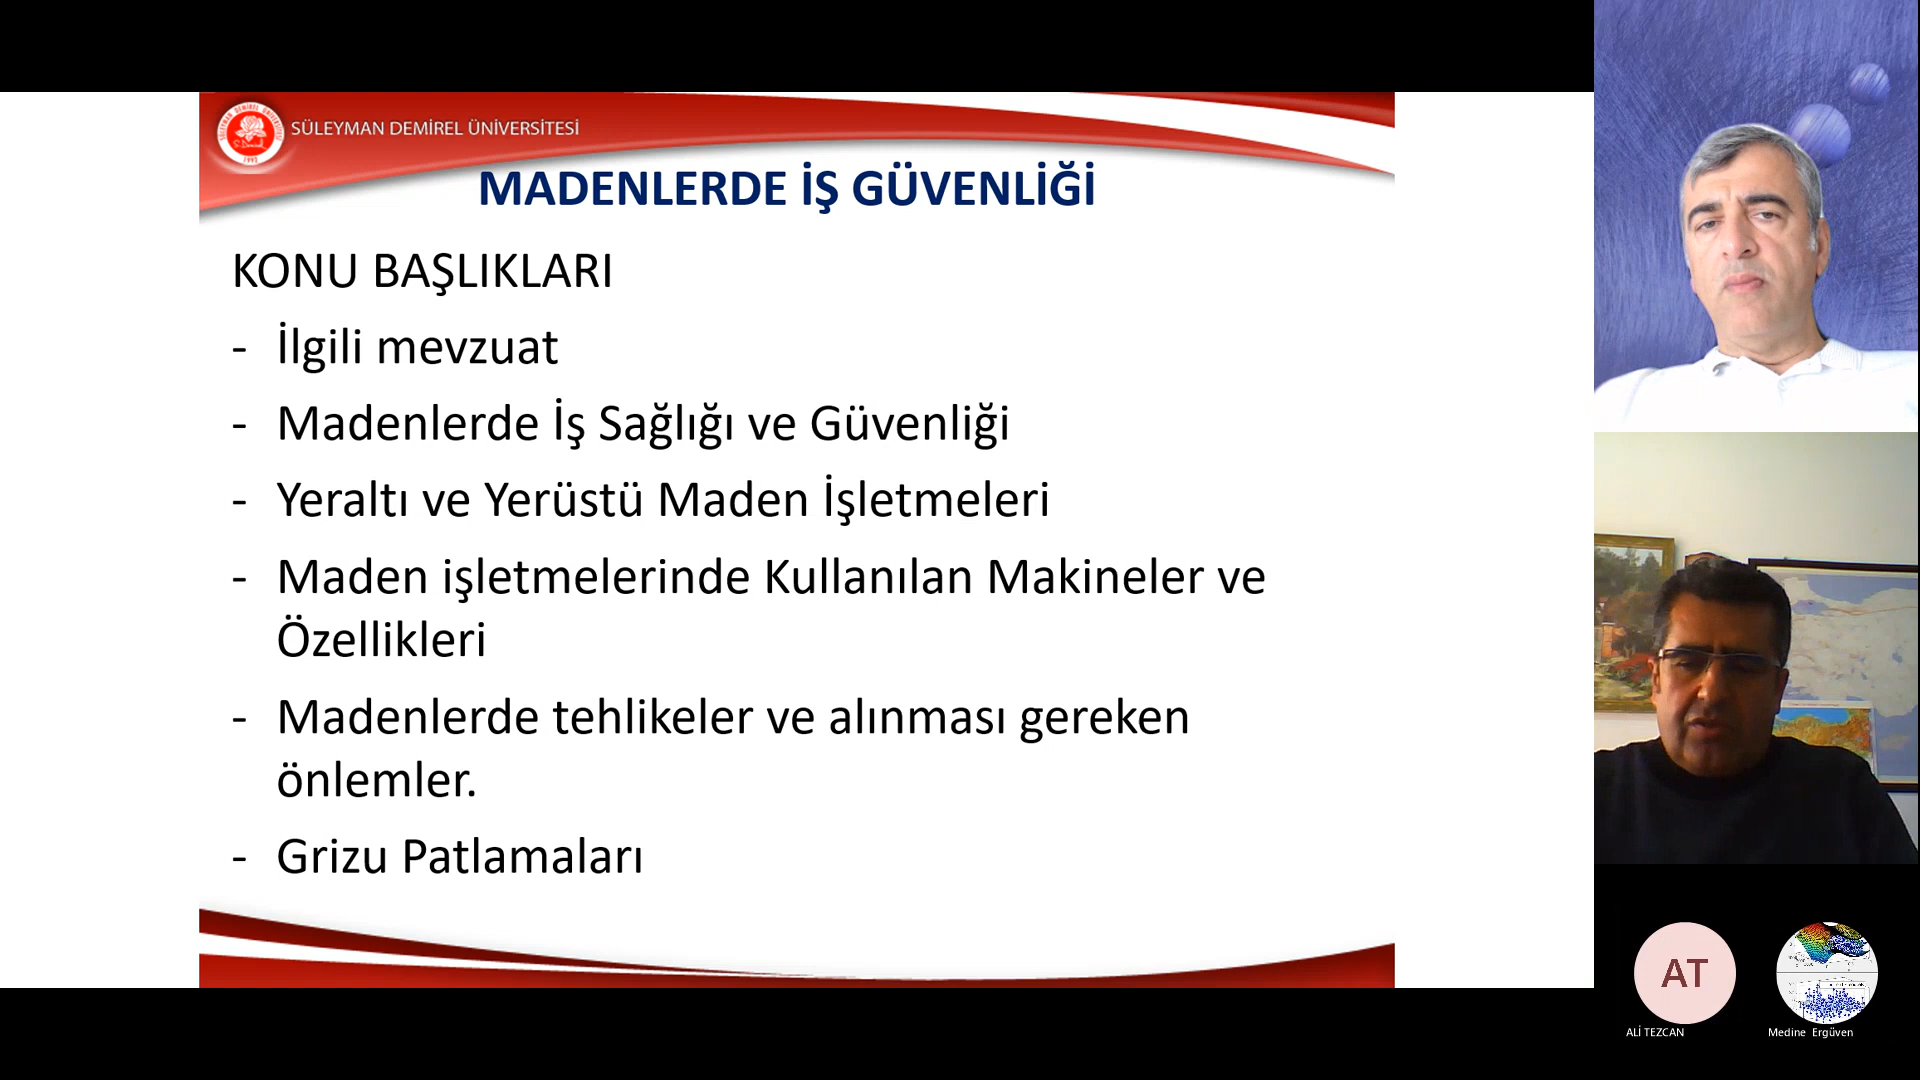 SÜLEYMAN DEMİREL ÜNİVERSİTESİ
MADENLERDE İŞ GÜVENLİĞİ
KONU BAŞLIKLARI
- İlgili mevzuat
- Madenlerde İş Sağlığı ve Güvenliği
- Yeraltı ve Yerüstü Maden İşletmeleri
- Maden işletmelerinde Kullanılan Makineler ve
Özellikleri
- Madenlerde tehlikeler ve alınması gereken
önlemler.
- Grizu Patlamaları
AT
ALİ TEZCAN
Medine Ergüven
1992